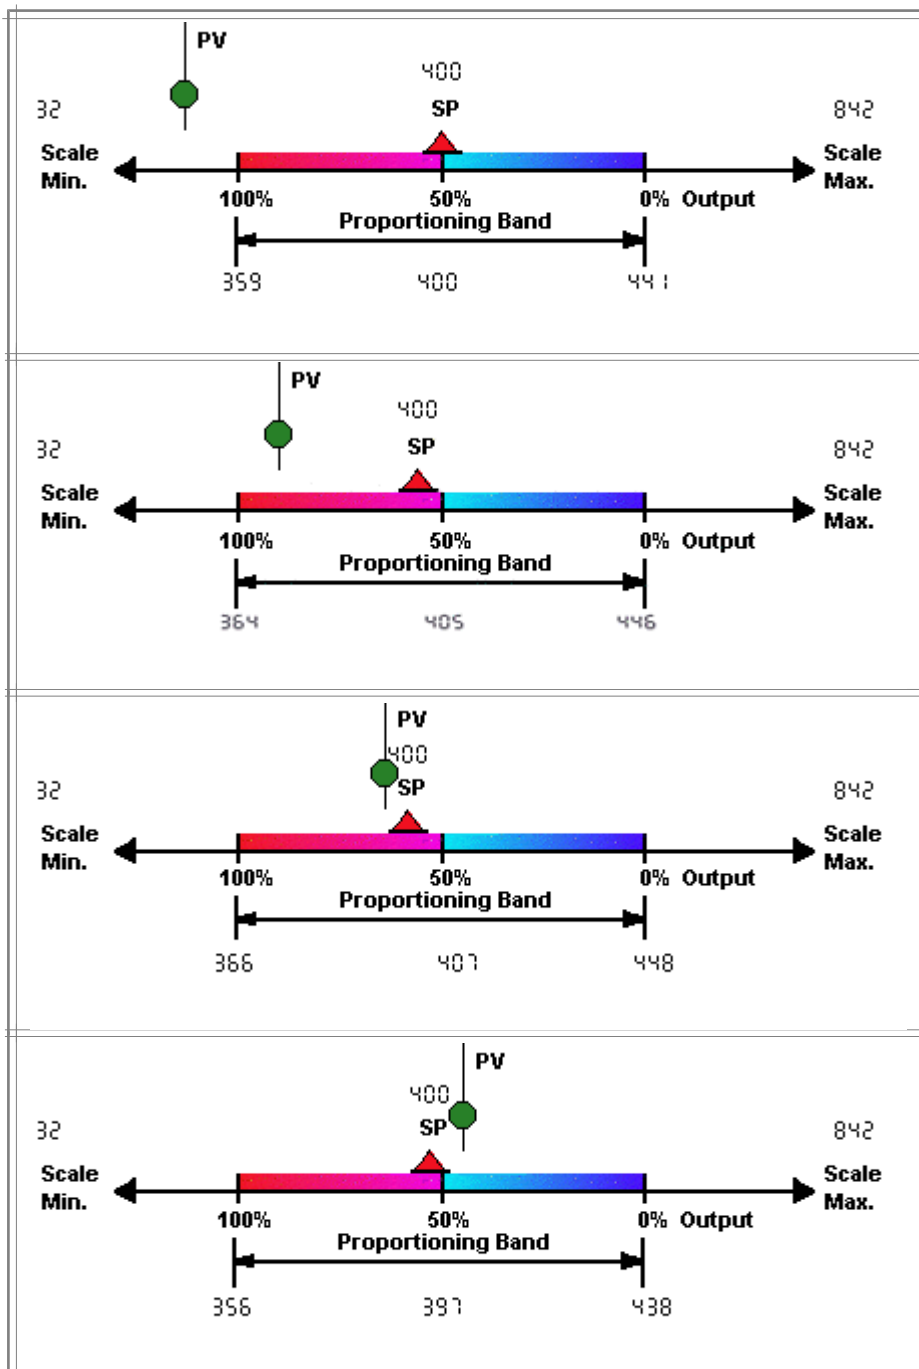 PV
400
32 SP 842
Scale Min. Scale Max.
100% 50% 0% Output
Proportioning Band
359 400 441
PV
400
32 SP 842
Scale Min. Scale Max.
100% 50% 0% Output
Proportioning Band
364 405 446
PV
400
32 SP 842
Scale Min. Scale Max.
100% 50% 0% Output
Proportioning Band
366 407 448
PV
400
32 SP 842
Scale Min. Scale Max.
100% 50% 0% Output
Proportioning Band
356 397 438